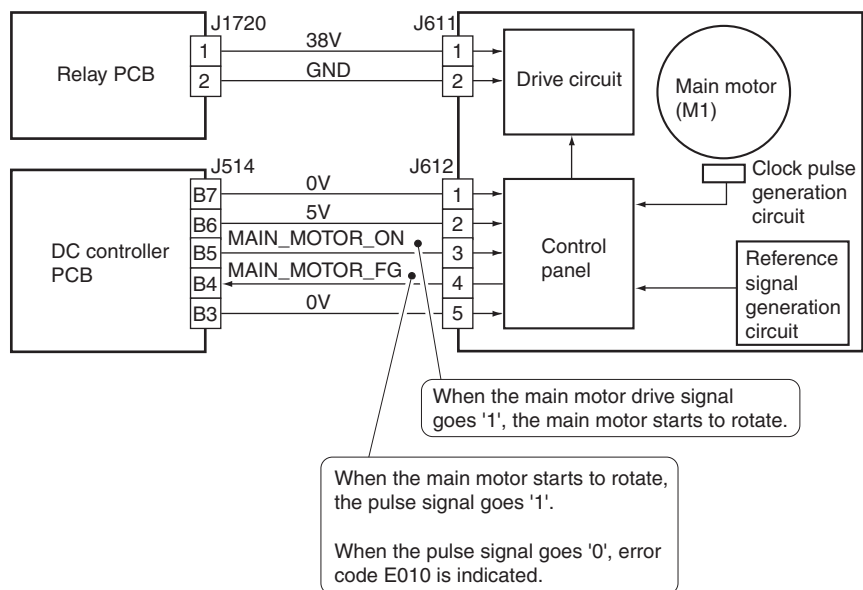 J1720
J611
Relay PCB
1
38V
1
2
GND
2
Drive circuit
Main motor
(M1)
J514
J612
DC controller
PCB
B7
0V
1
B6
5V
2
B5
MAIN_MOTOR_ON
3
B4
MAIN_MOTOR_FG
4
B3
0V
5
Control
panel
Clock pulse
generation
circuit
Reference
signal
generation
circuit
When the main motor drive signal
goes '1', the main motor starts to rotate.
When the main motor starts to rotate,
the pulse signal goes '1'.
When the pulse signal goes '0', error
code E010 is indicated.